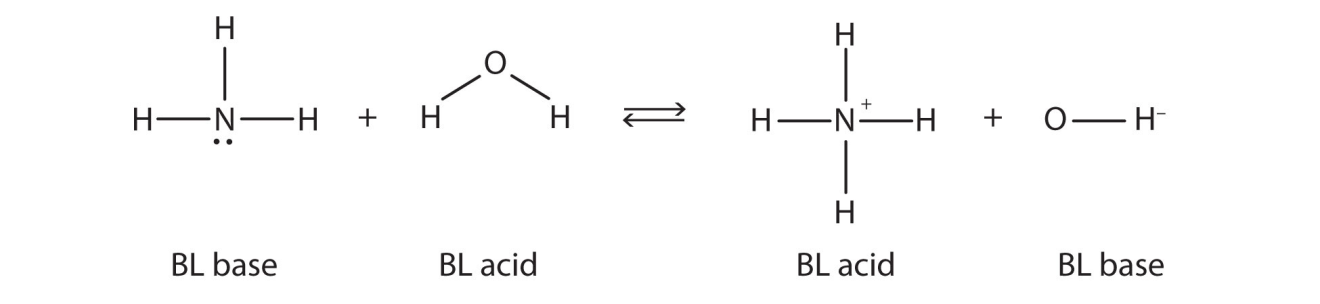 H
H N H + O H H ⇌ H N⁺ H + O H⁻
H
BL base BL acid BL acid BL base